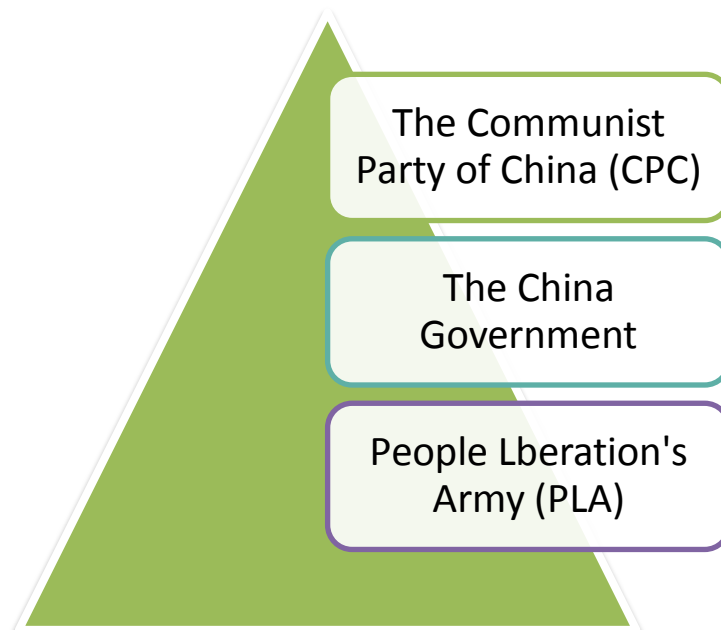 The Communist
Party of China (CPC)
The China
Government
People Lberation's
Army (PLA)